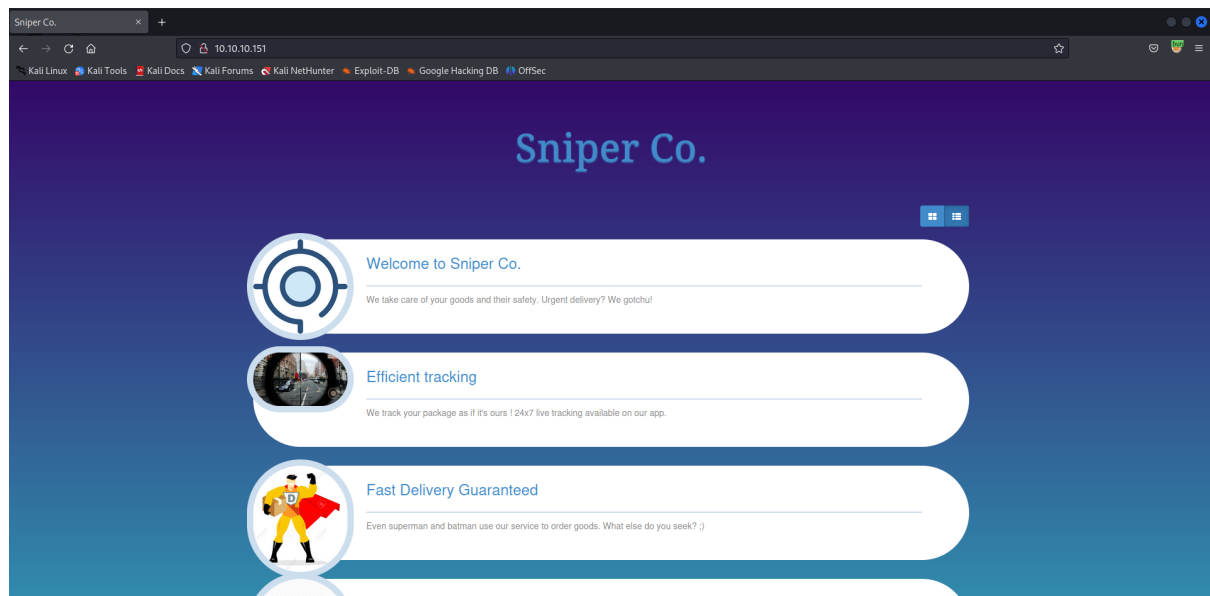 Sniper Co.
10.10.10.151
Kali Linux Kali Tools Kali Docs Kali Forums Kali NetHunter Exploit-DB Google Hacking DB OffSec
Sniper Co.
Welcome to Sniper Co.
We take care of your goods and their safety. Urgent delivery? We gotchu!
Efficient tracking
We track your package as if it's ours ! 24x7 live tracking available on our app.
D
Fast Delivery Guaranteed
Even superman and batman use our service to order goods. What else do you seek? ;)